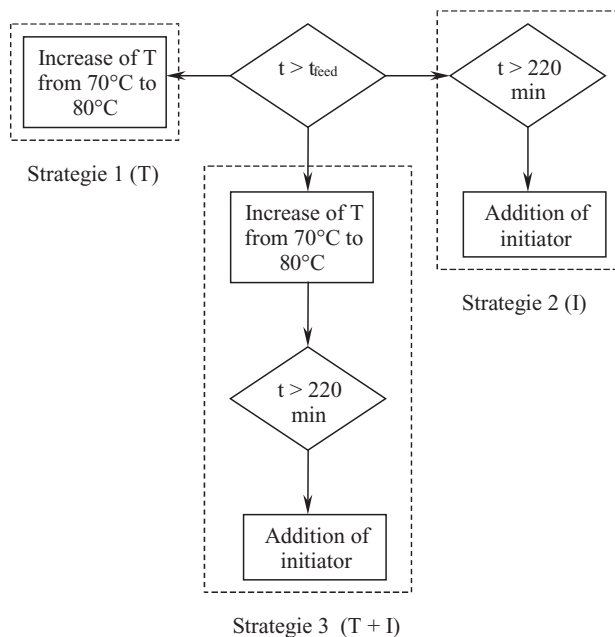 Increase of T
from 70°C to
80°C
Strategie 1 (T)
t > tfeed
t > 220
min
Addition of
initiator
Strategie 2 (I)
Increase of T
from 70°C to
80°C
t > 220
min
Addition of
initiator
Strategie 3  (T + I)